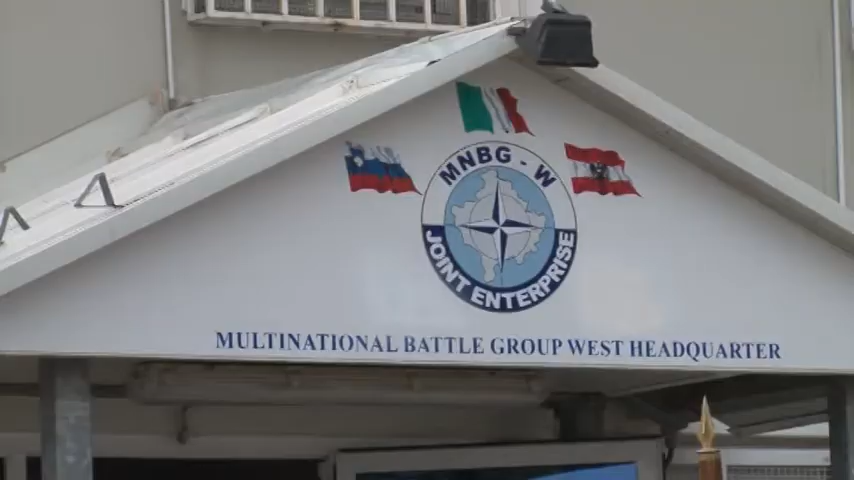 MNBG - W
JOINT ENTERPRISE
MULTINATIONAL BATTLE GROUP WEST HEADQUARTER